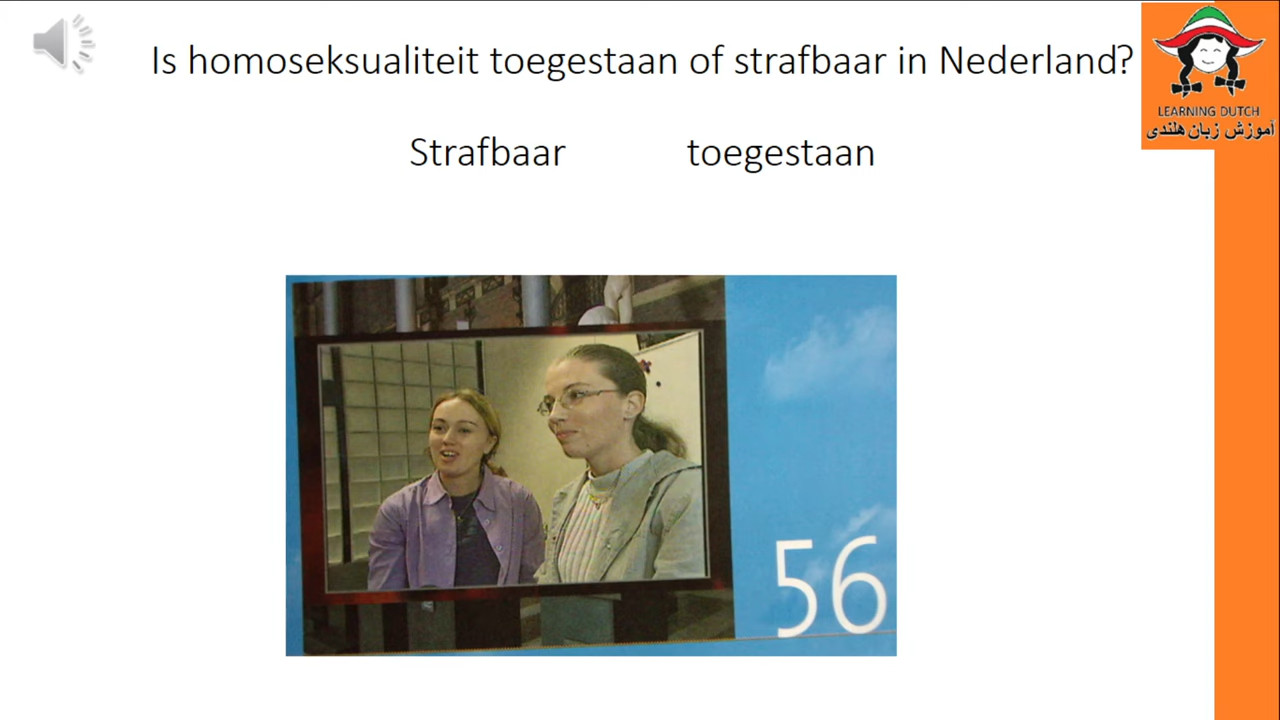 Is homoseksualiteit toegestaan of strafbaar in Nederland?
LEARNING DUTCH
آموزش زبان هلندی
Strafbaar toegestaan
56